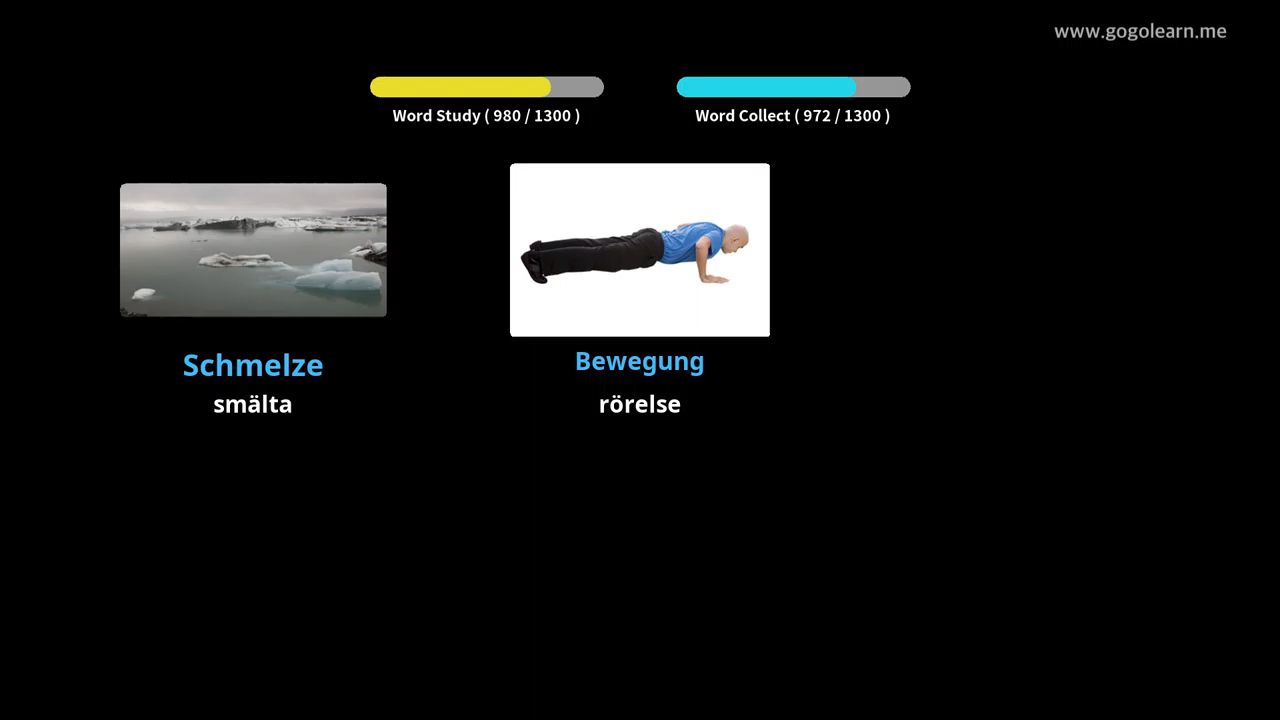 www.gogolearn.me
Word Study ( 980 / 1300 )
Word Collect ( 972 / 1300 )
Schmelze
smälta
Bewegung
rörelse